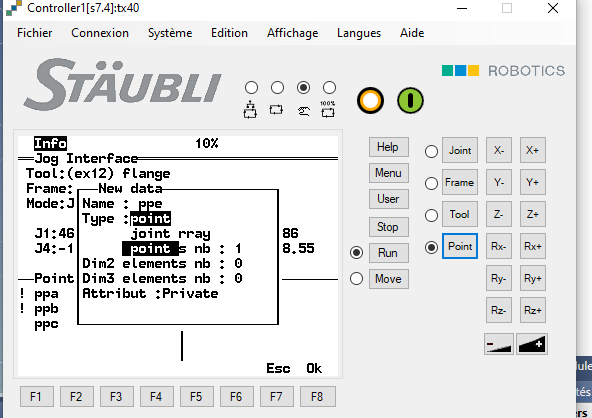 Controller1[s7.4]:tx40
Fichier Connexion Système Edition Affichage Langues Aide
STÄUBLI
ROBOTICS
100%
Info 10%
Jog Interface
Tool:(ex12) flange
Frame:
Mode:J
J1:46
J4:-1
86
8.55
Point
! ppa
! ppb
ppc
New data
Name : ppe
Type :point
joint rray
point s nb : 1
Dim2 elements nb : 0
Dim3 elements nb : 0
Attribut :Private
Esc Ok
F1 F2 F3 F4 F5 F6 F7 F8
Help
Menu
User
Stop
Run
Move
Joint X- X+
Frame Y- Y+
Tool Z- Z+
Point Rx- Rx+
Ry- Ry+
Rz- Rz+
- +
dule
tés
ers